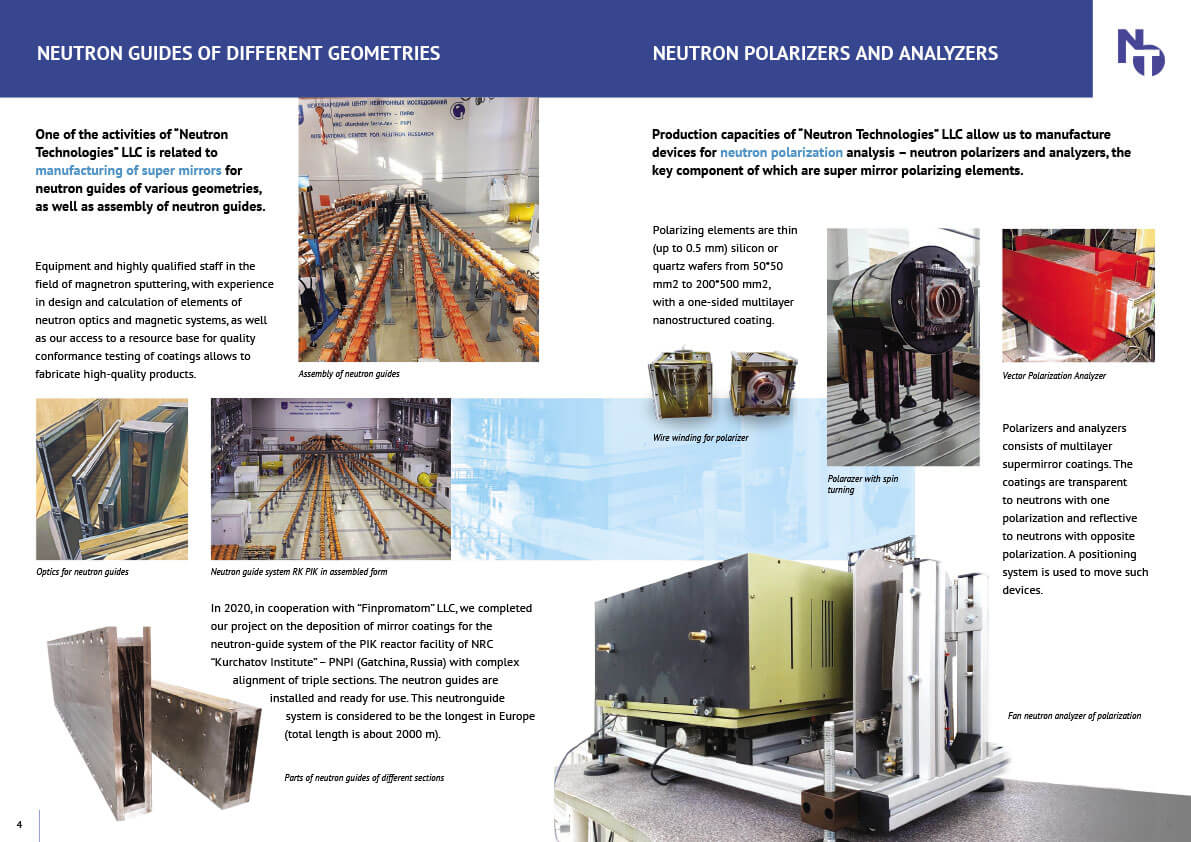 NEUTRON GUIDES OF DIFFERENT GEOMETRIES
One of the activities of “Neutron
Technologies” LLC is related to
manufacturing of super mirrors for
neutron guides of various geometries,
as well as assembly of neutron guides.
Equipment and highly qualified staff in the
field of magnetron sputtering, with experience
in design and calculation of elements of
neutron optics and magnetic systems, as well
as our access to a resource base for quality
conformance testing of coatings allows to
fabricate high-quality products.
МЕЖДУНАРОДНЫЙ ЦЕНТР НЕЙТРОННЫХ ИССЛЕДОВАНИЙ
INTERNATIONAL CENTER FOR NEUTRON RESEARCH
Assembly of neutron guides
Optics for neutron guides
Neutron guide system RK PIK in assembled form
In 2020, in cooperation with “Finpromatom” LLC, we completed
our project on the deposition of mirror coatings for the
neutron-guide system of the PIK reactor facility of NRC
“Kurchatov Institute” – PNPI (Gatchina, Russia) with complex
alignment of triple sections. The neutron guides are
installed and ready for use. This neutronguide
system is considered to be the longest in Europe
(total length is about 2000 m).
Parts of neutron guides of different sections
4
NEUTRON POLARIZERS AND ANALYZERS
NT
Production capacities of “Neutron Technologies” LLC allow us to manufacture
devices for neutron polarization analysis – neutron polarizers and analyzers, the
key component of which are super mirror polarizing elements.
Polarizing elements are thin
(up to 0.5 mm) silicon or
quartz wafers from 50*50
mm2 to 200*500 mm2,
with a one-sided multilayer
nanostructured coating.
Wire winding for polarizer
Polarazer with spin
turning
Vector Polarization Analyzer
Polarizers and analyzers
consists of multilayer
supermirror coatings. The
coatings are transparent
to neutrons with one
polarization and reflective
to neutrons with opposite
polarization. A positioning
system is used to move such
devices.
Fan neutron analyzer of polarization